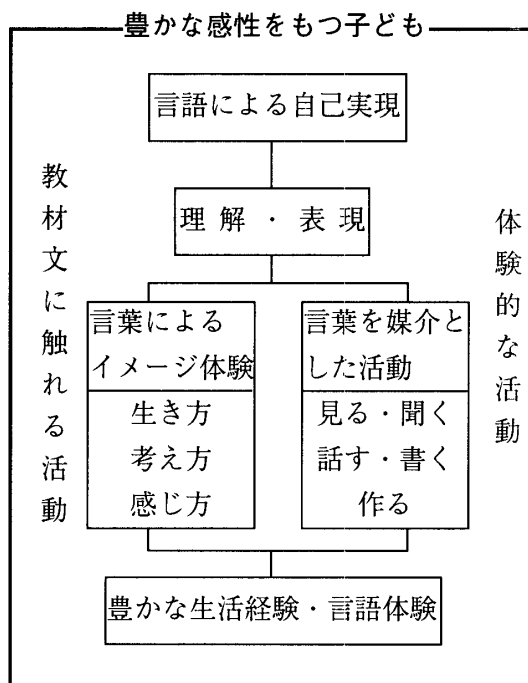 豊かな感性をもつ子ども
言語による自己実現
理解・表現
教材文に触れる活動
言葉による
イメージ体験
生き方
考え方
感じ方
言葉を媒介と
した活動
見る・聞く
話す・書く
作る
体験的な活動
豊かな生活経験・言語体験